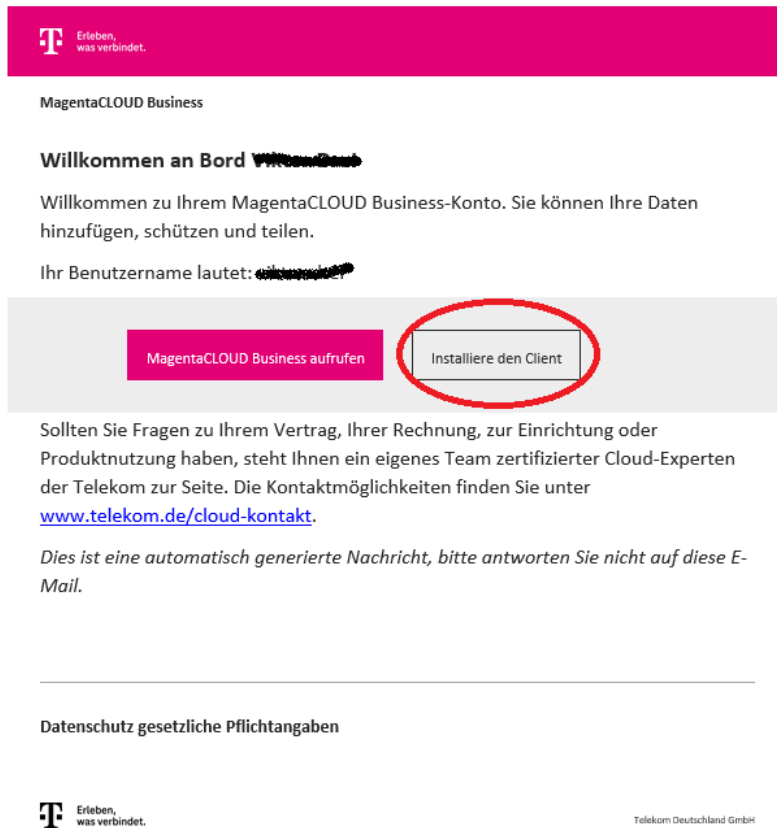 Erleben,
was verbindet.
MagentaCLOUD Business
Willkommen an Bord
Willkommen zu Ihrem MagentaCLOUD Business-Konto. Sie können Ihre Daten
hinzufügen, schützen und teilen.
Ihr Benutzername lautet:
MagentaCLOUD Business aufrufen
Installiere den Client
Sollten Sie Fragen zu Ihrem Vertrag, Ihrer Rechnung, zur Einrichtung oder
Produktnutzung haben, steht Ihnen ein eigenes Team zertifizierter Cloud-Experten
der Telekom zur Seite. Die Kontaktmöglichkeiten finden Sie unter
www.telekom.de/cloud-kontakt.
Dies ist eine automatisch generierte Nachricht, bitte antworten Sie nicht auf diese E-
Mail.
Datenschutz gesetzliche Pflichtangaben
Erleben,
was verbindet.
Telekom Deutschland GmbH